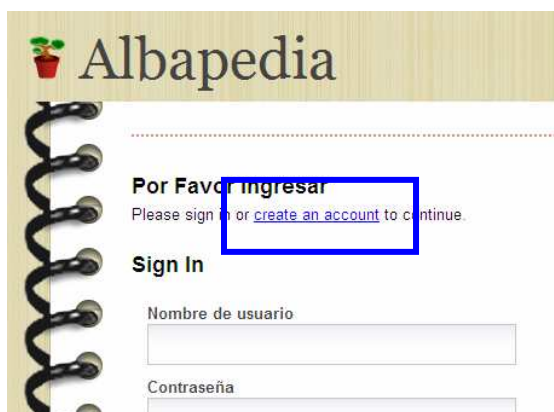 Albapedia
Por Favor Ingresar
Please sign in or create an account to continue.
Sign In
Nombre de usuario
Contraseña